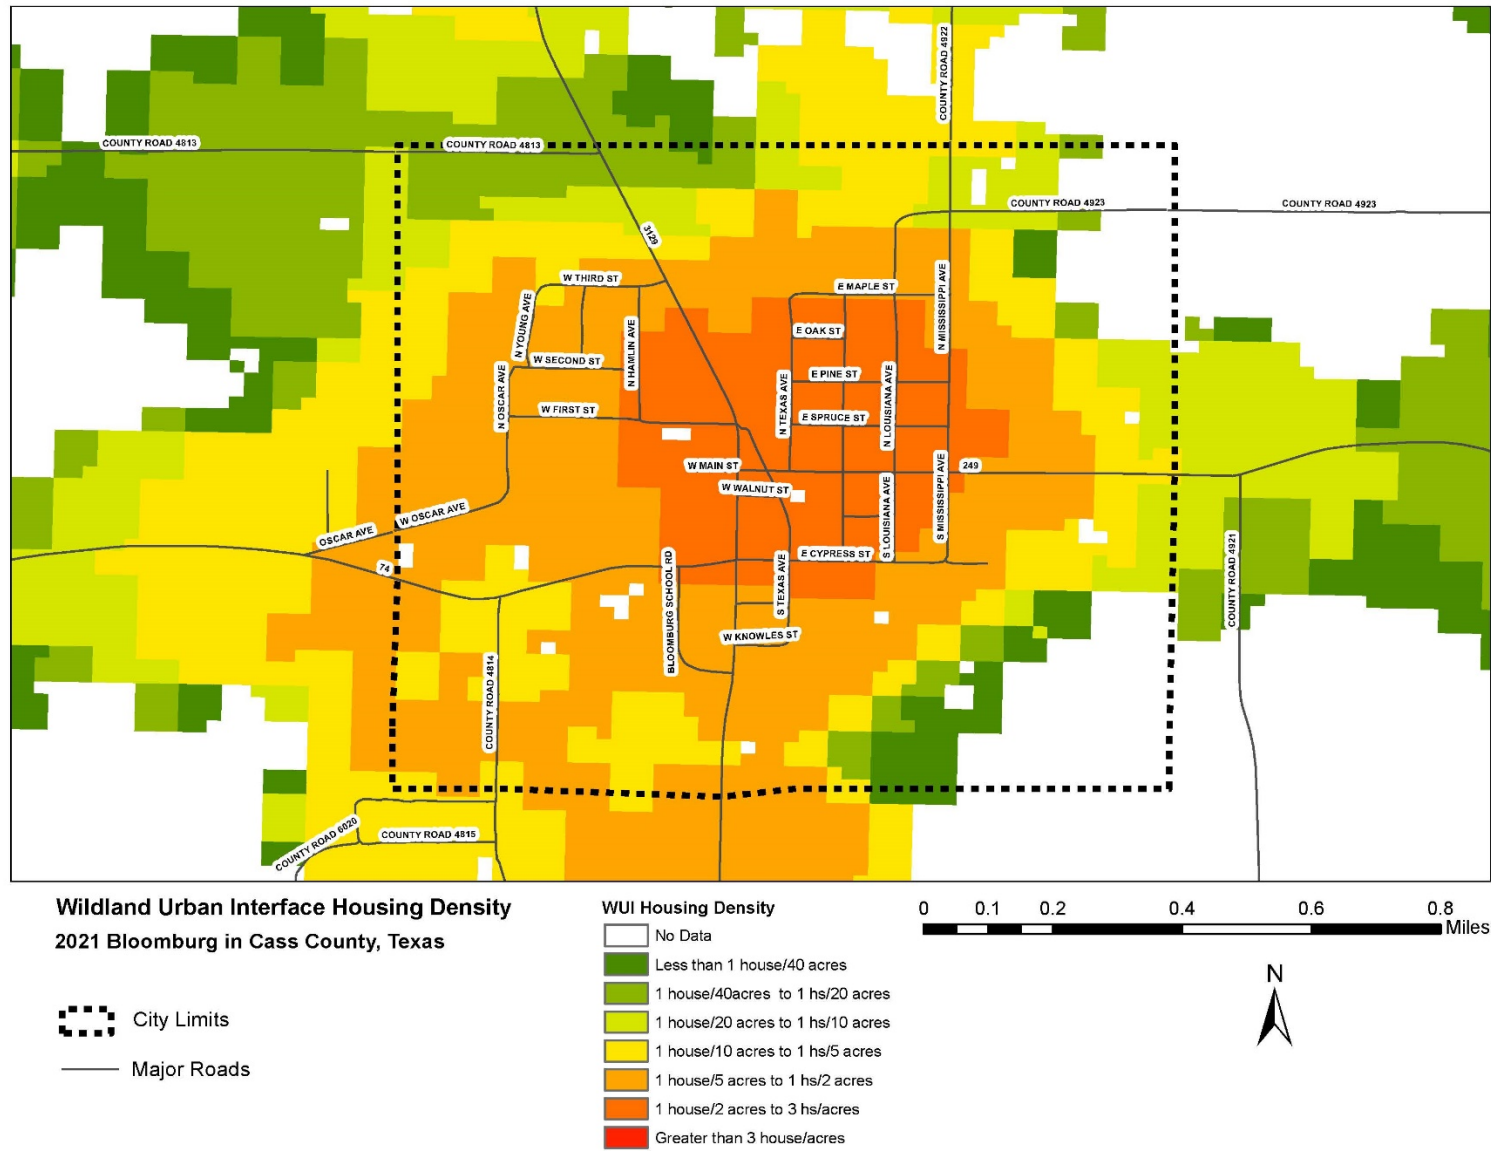 COUNTY ROAD 4922
COUNTY ROAD 4813
COUNTY ROAD 4813
COUNTY ROAD 4923
COUNTY ROAD 4923
3129
W THIRD ST
E MAPLE ST
N MISSISSIPPI AVE
N YOUNG AVE
N HAMLIN AVE
E OAK ST
W SECOND ST
E PINE ST
N OSCAR AVE
N TEXAS AVE
N LOUISIANA AVE
W FIRST ST
E SPRUCE ST
W MAIN ST
249
W WALNUT ST
S LOUISIANA AVE
S MISSISSIPPI AVE
W OSCAR AVE
OSCAR AVE
74
E CYPRESS ST
S TEXAS AVE
BLOOMBURG SCHOOL RD
COUNTY ROAD 4921
W KNOWLES ST
COUNTY ROAD 4814
COUNTY ROAD 6020
COUNTY ROAD 4815
Wildland Urban Interface Housing Density
2021 Bloomburg in Cass County, Texas
City Limits
Major Roads
WUI Housing Density
No Data
Less than 1 house/40 acres
1 house/40acres to 1 hs/20 acres
1 house/20 acres to 1 hs/10 acres
1 house/10 acres to 1 hs/5 acres
1 house/5 acres to 1 hs/2 acres
1 house/2 acres to 3 hs/acres
Greater than 3 house/acres
0 0.1 0.2 0.4 0.6 0.8
Miles
N